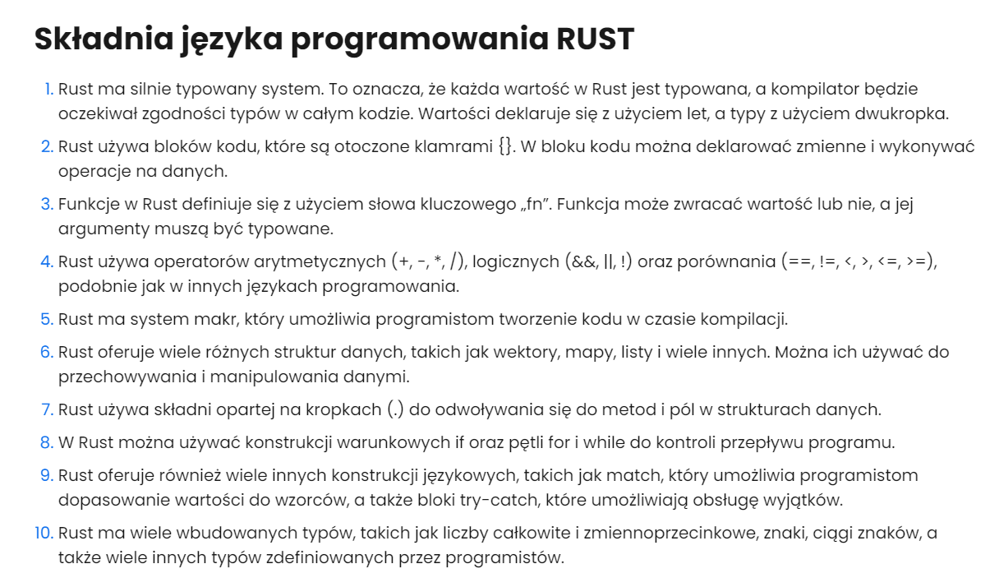 Składnia języka programowania RUST
1. Rust ma silnie typowany system. To oznacza, że każda wartość w Rust jest typowana, a kompilator będzie
oczekiwał zgodności typów w całym kodzie. Wartości deklaruje się z użyciem let, a typy z użyciem dwukropka.
2. Rust używa bloków kodu, które są otoczone klamrami {}. W bloku kodu można deklarować zmienne i wykonywać
operacje na danych.
3. Funkcje w Rust definiuje się z użyciem słowa kluczowego „fn”. Funkcja może zwracać wartość lub nie, a jej
argumenty muszą być typowane.
4. Rust używa operatorów arytmetycznych (+, -, *, /), logicznych (&&, ||, !) oraz porównania (==, !=, <, >, <=, >=),
podobnie jak w innych językach programowania.
5. Rust ma system makr, który umożliwia programistom tworzenie kodu w czasie kompilacji.
6. Rust oferuje wiele różnych struktur danych, takich jak wektory, mapy, listy i wiele innych. Można ich używać do
przechowywania i manipulowania danymi.
7. Rust używa składni opartej na kropkach (.) do odwoływania się do metod i pól w strukturach danych.
8. W Rust można używać konstrukcji warunkowych if oraz pętli for i while do kontroli przepływu programu.
9. Rust oferuje również wiele innych konstrukcji językowych, takich jak match, który umożliwia programistom
dopasowanie wartości do wzorców, a także bloki try-catch, które umożliwiają obsługę wyjątków.
10. Rust ma wiele wbudowanych typów, takich jak liczby całkowite i zmiennoprzecinkowe, znaki, ciągi znaków, a
także wiele innych typów zdefiniowanych przez programistów.